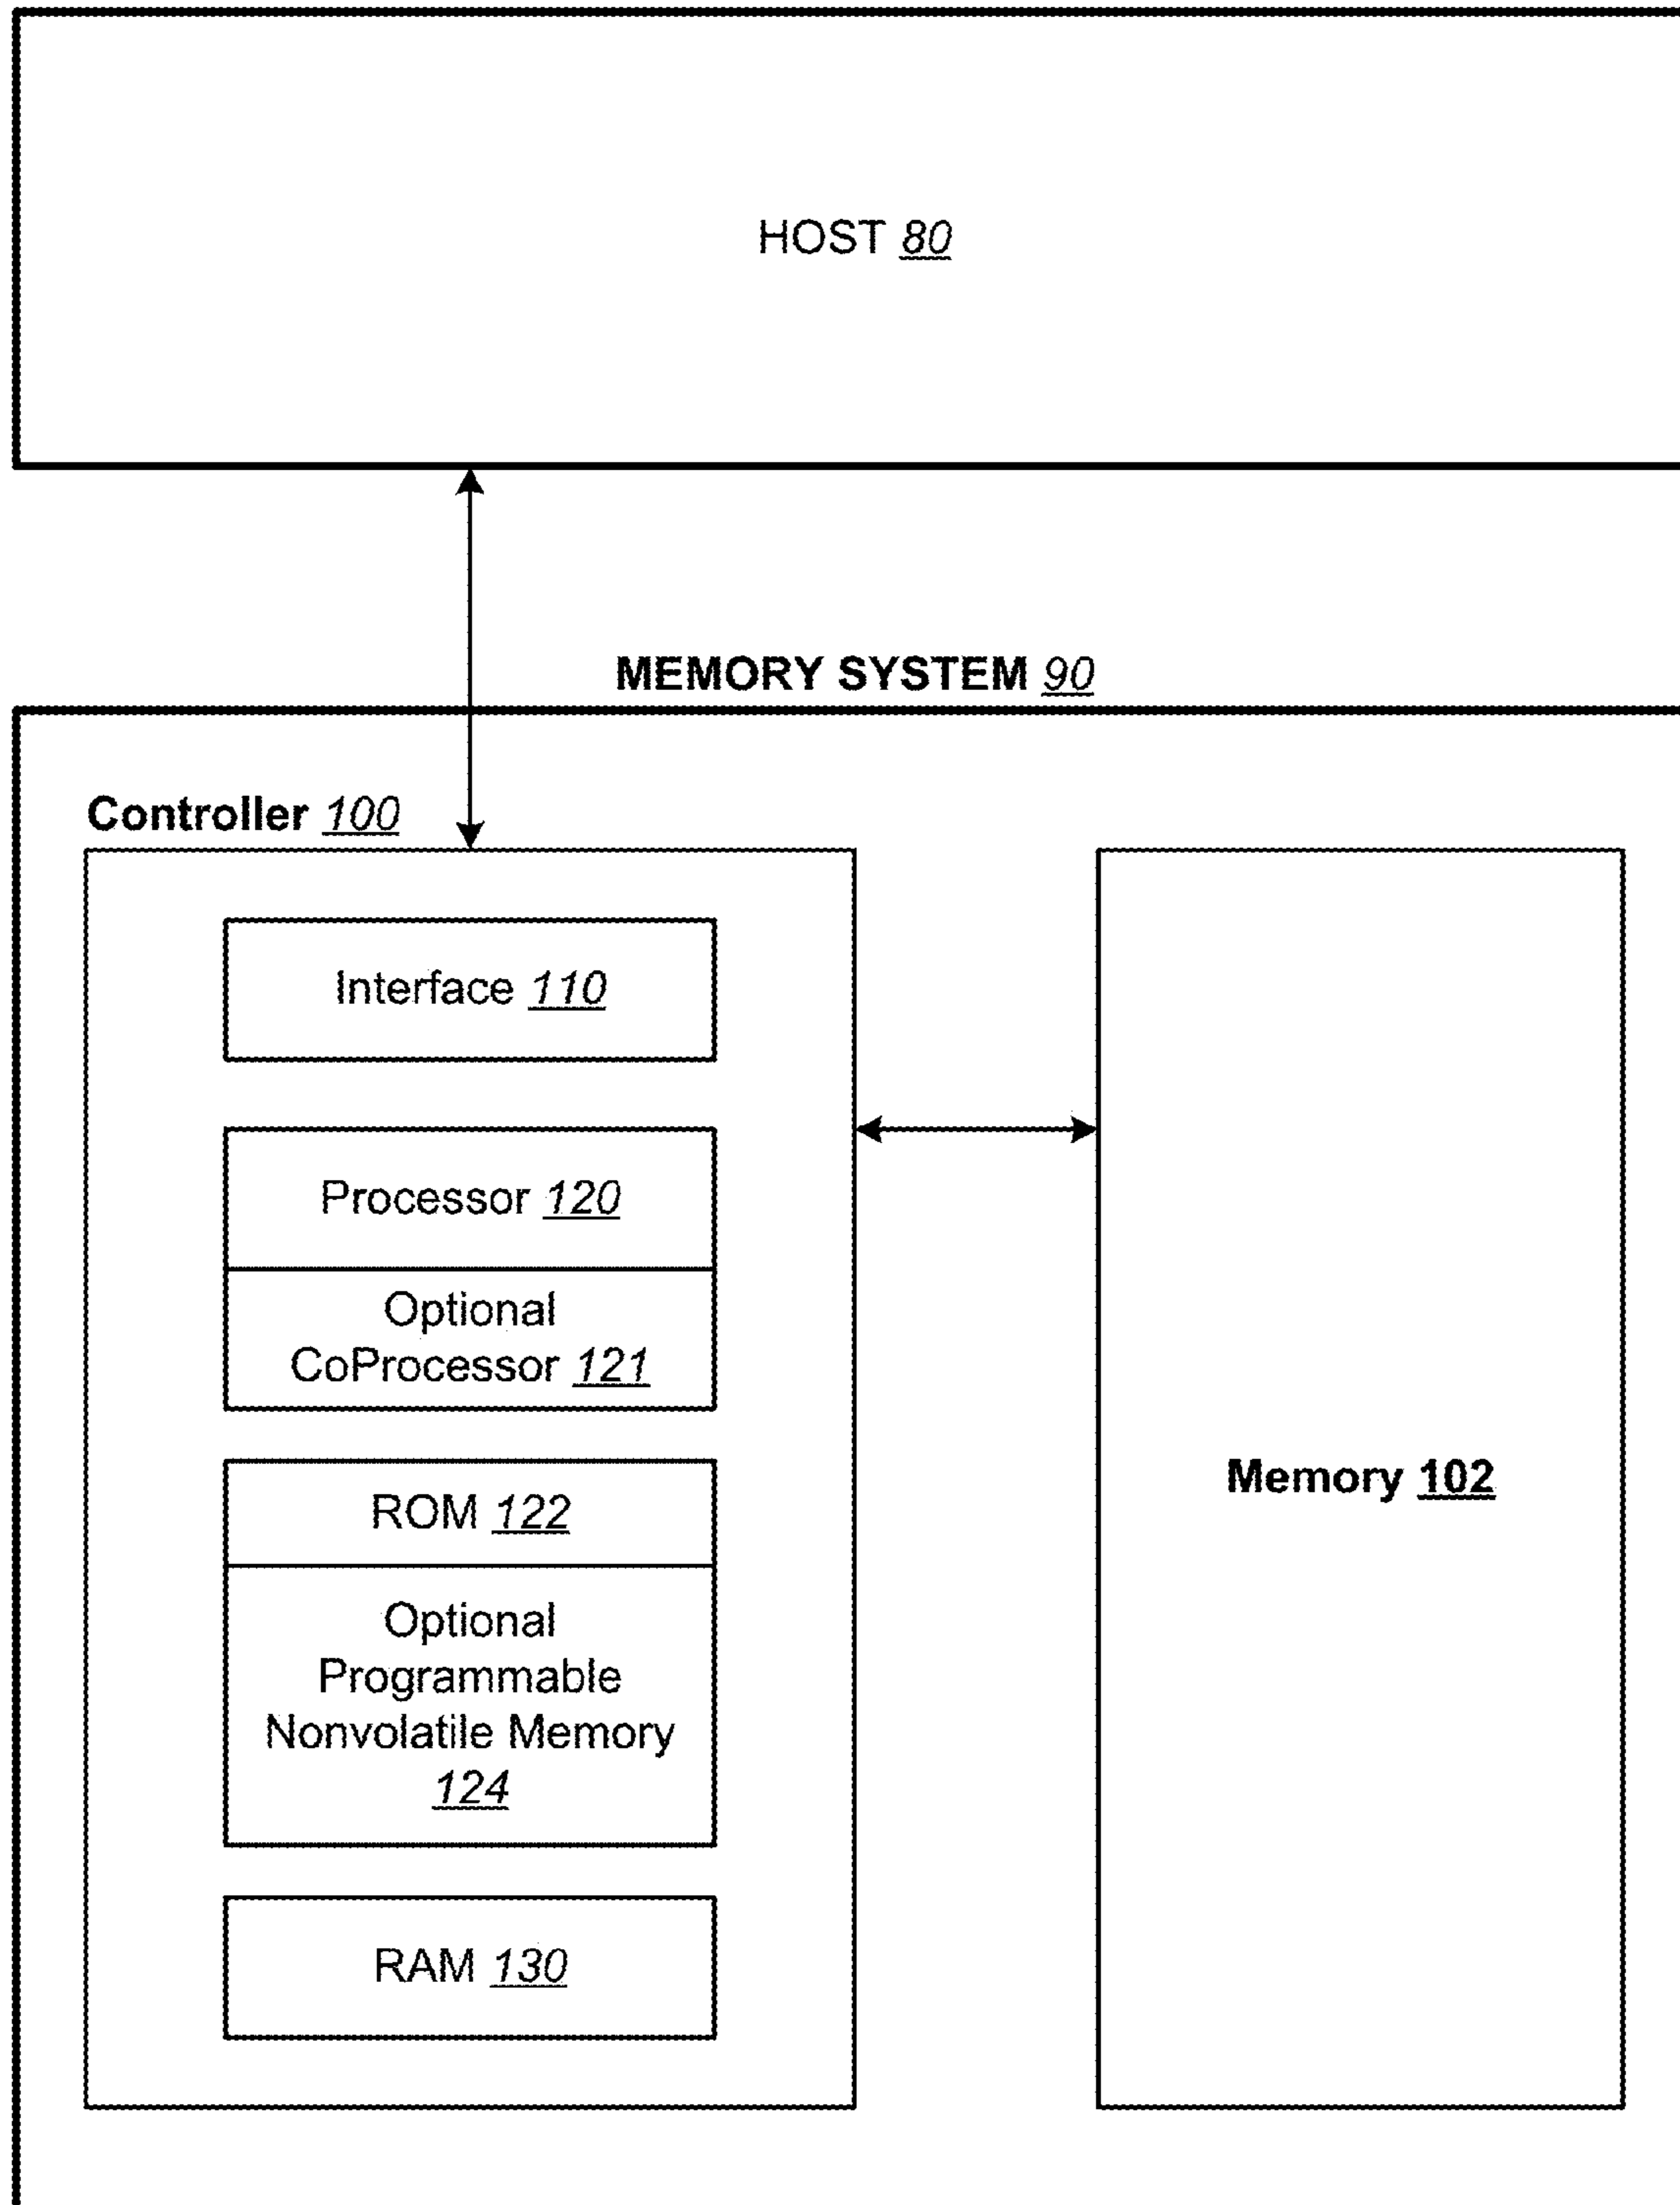 HOST 80
MEMORY SYSTEM 90
Controller 100
Interface 110
Processor 120
Optional
CoProcessor 121
ROM 122
Optional
Programmable
Nonvolatile Memory
124
RAM 130
Memory 102